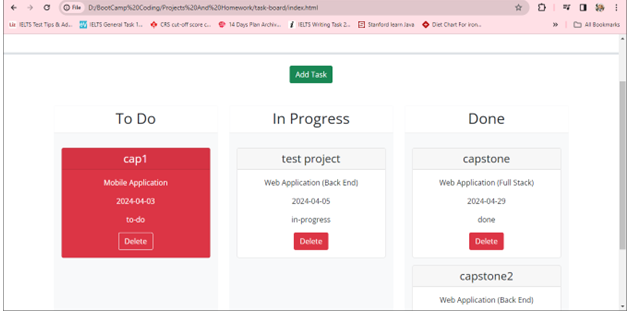 File D:/BootCamp%20Coding/Projects%20And%20Homework/task-board/index.html
IELTS Test Tips & Ad... IELTS General Task 1... CRS cut-off score c... 14 Days Plan Archiv... IELTS Writing Task 2... Stanford learn Java Diet Chart For iron... » All Bookmarks
Add Task
To Do
cap1
Mobile Application
2024-04-03
to-do
Delete
In Progress
test project
Web Application (Back End)
2024-04-05
in-progress
Delete
Done
capstone
Web Application (Full Stack)
2024-04-29
done
Delete
capstone2
Web Application (Back End)